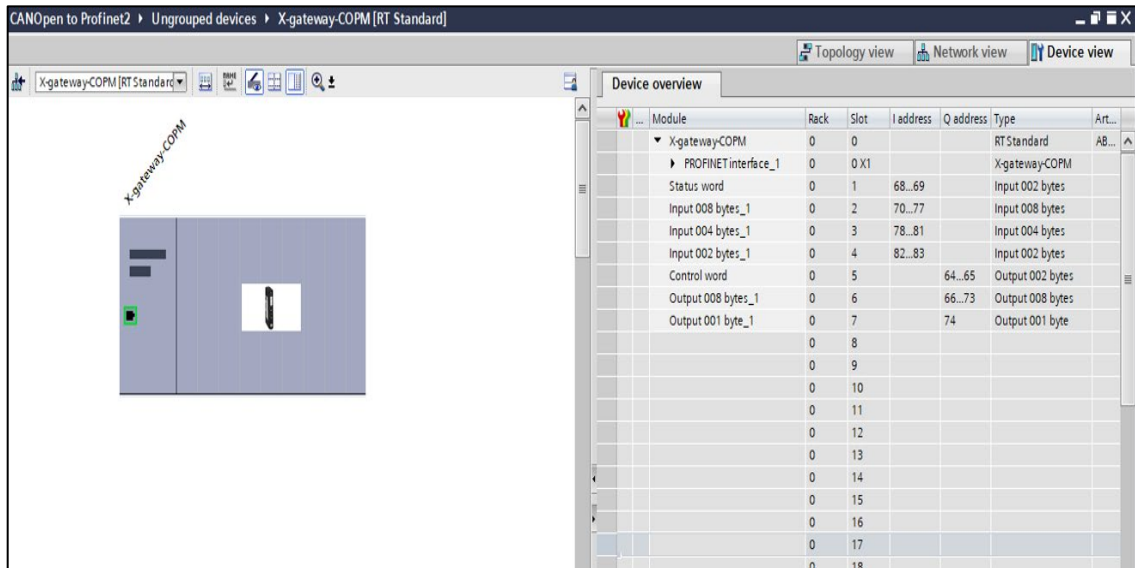 CANOpen to Profinet2 ▸ Ungrouped devices ▸ X-gateway-COPM [RT Standard]
Topology view Network view Device view
X-gateway-COPM [RT Standard]
Device overview
... Module Rack Slot I address Q address Type Art...
X-gateway-COPM 0 0 RT Standard AB...
PROFINET interface_1 0 0 X1 X-gateway-COPM
Status word 0 1 68...69 Input 002 bytes
Input 008 bytes_1 0 2 70...77 Input 008 bytes
Input 004 bytes_1 0 3 78...81 Input 004 bytes
Input 002 bytes_1 0 4 82...83 Input 002 bytes
Control word 0 5 64...65 Output 002 bytes
Output 008 bytes_1 0 6 66...73 Output 008 bytes
Output 001 byte_1 0 7 74 Output 001 byte
0 8
0 9
0 10
0 11
0 12
0 13
0 14
0 15
0 16
0 17
0 18
X-gateway-COPM